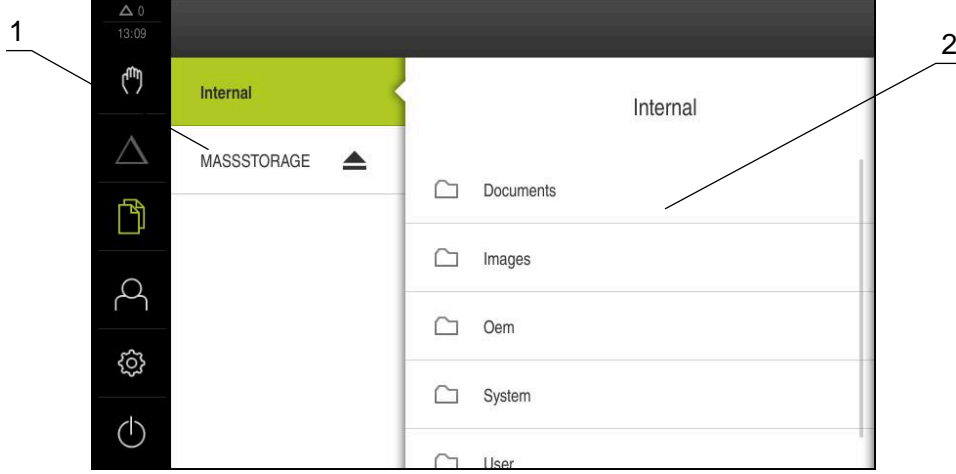 1
0
13:09
2
Internal
MASSSTORAGE
Internal
Documents
Images
Oem
System
User